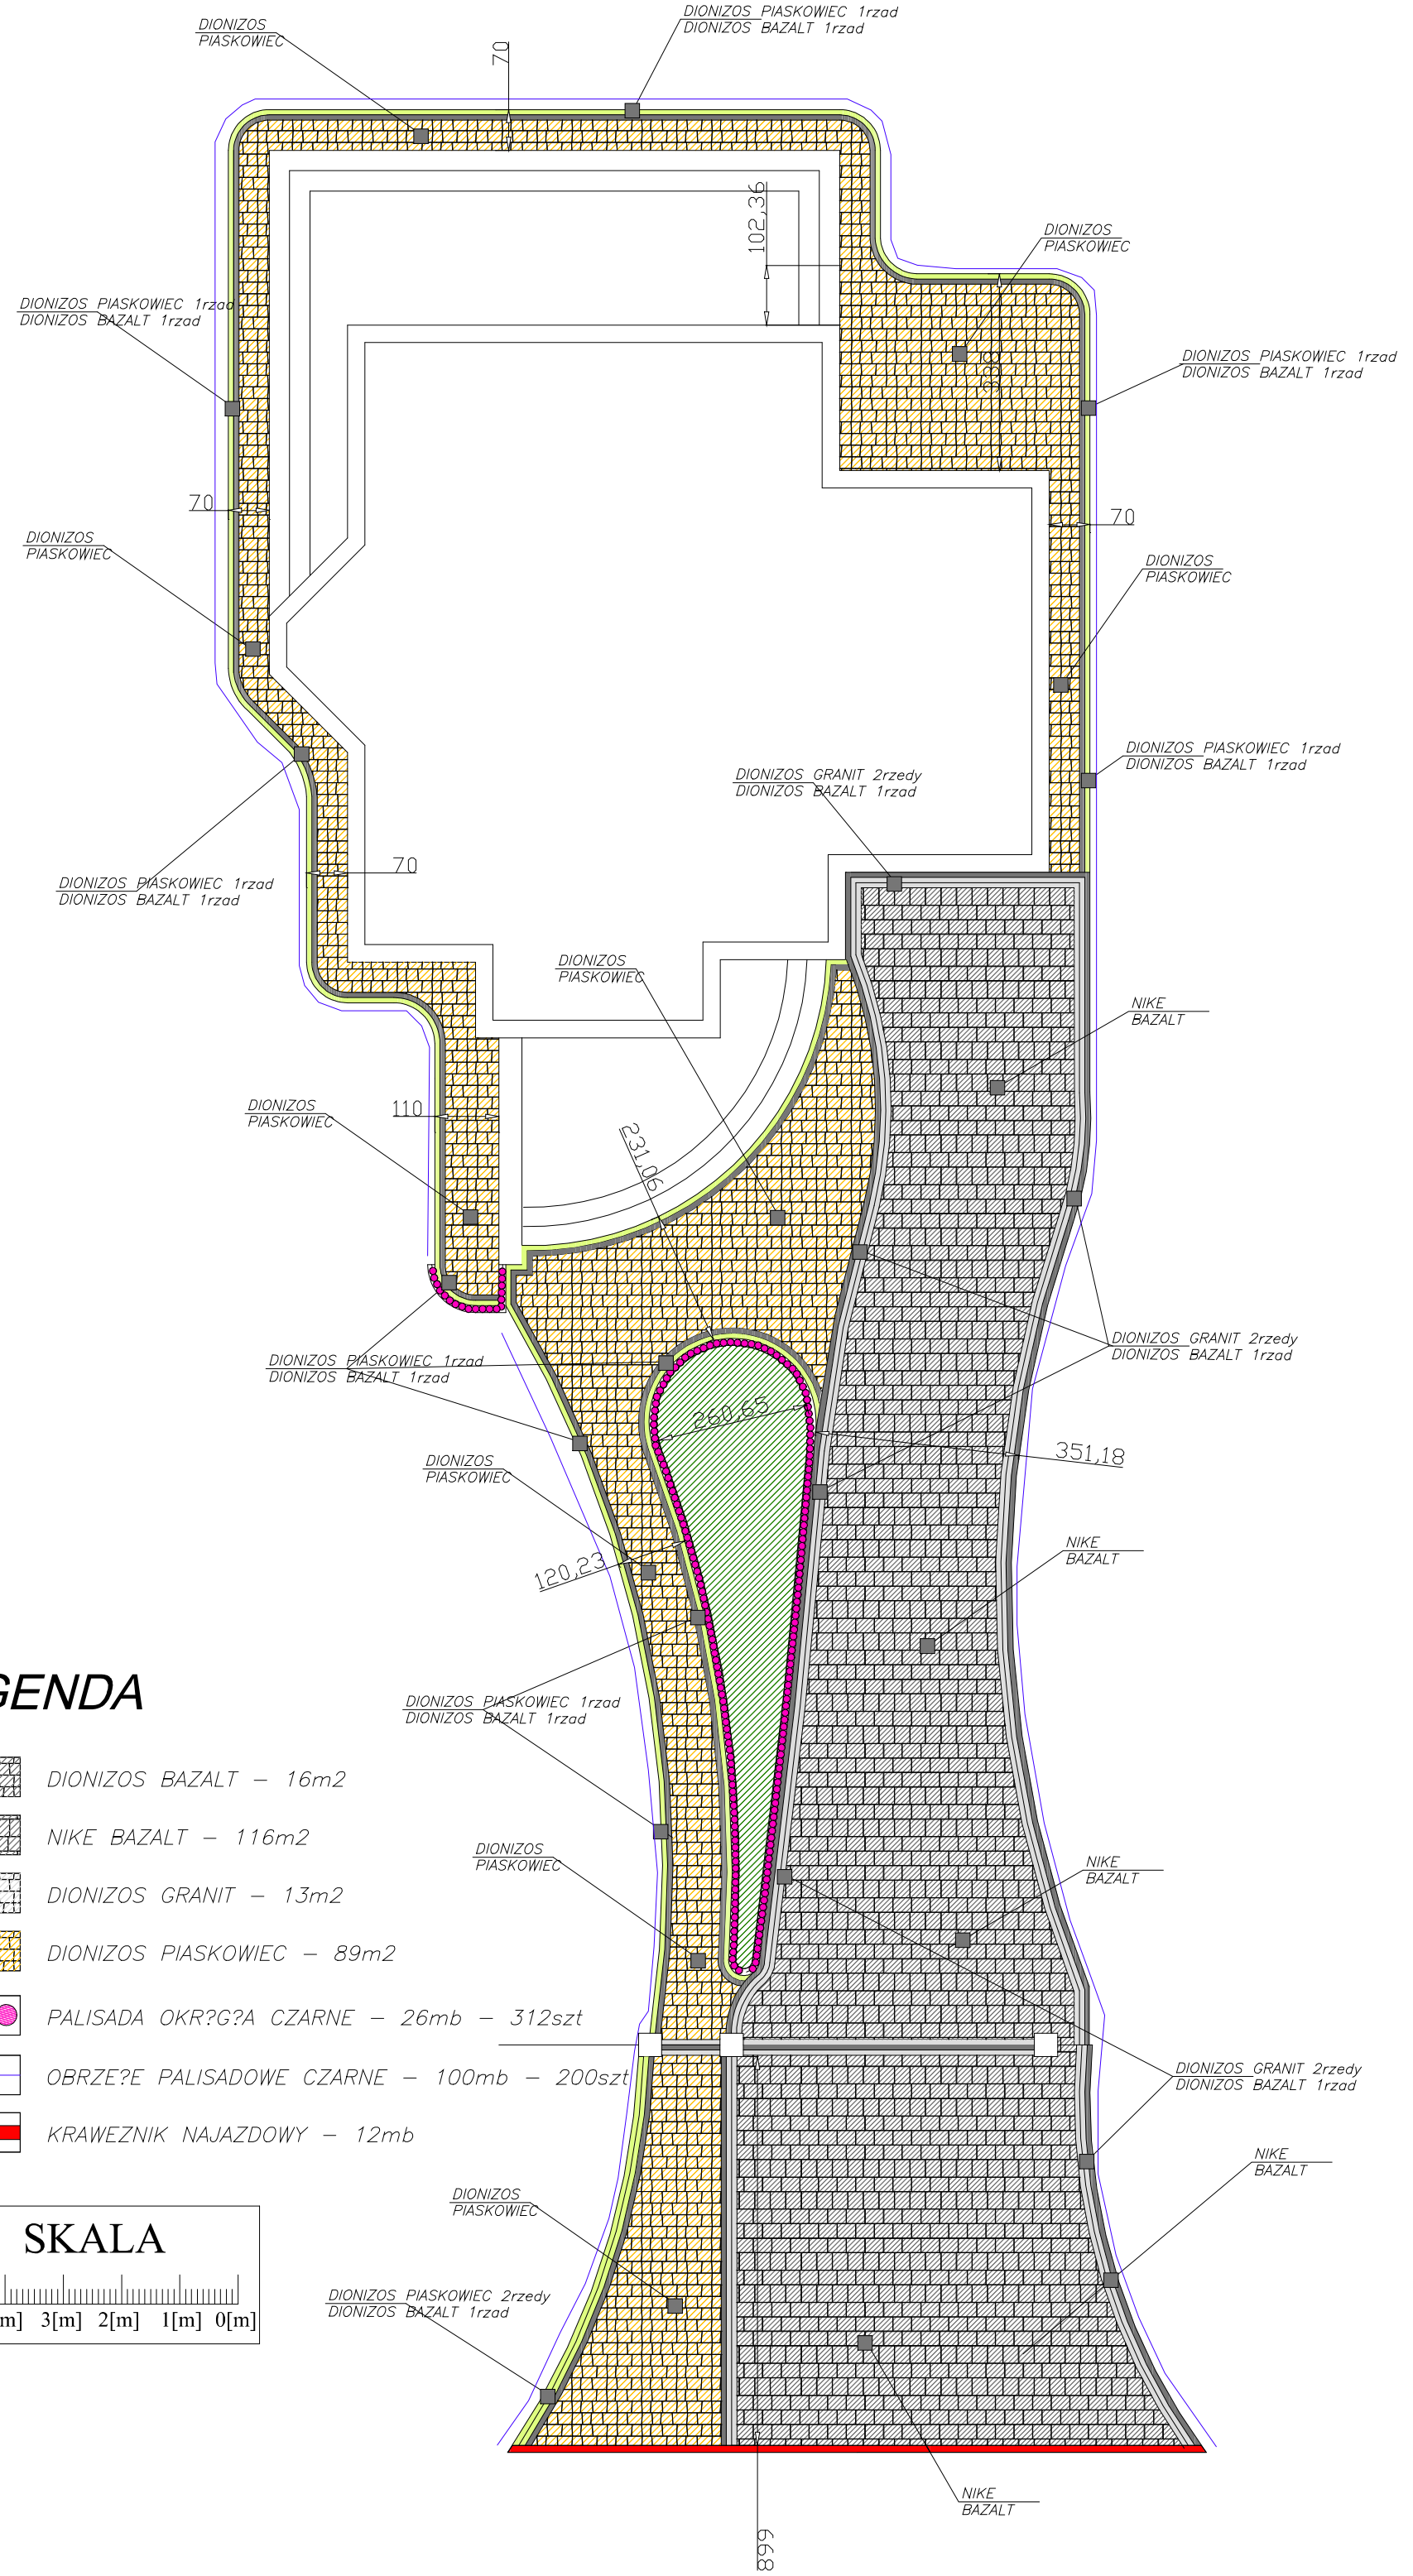 DIONIZOS PIASKOWIEC 1rzad
DIONIZOS BAZALT 1rzad
DIONIZOS
PIASKOWIEC
70
102,36
DIONIZOS
PIASKOWIEC
DIONIZOS PIASKOWIEC 1rzad
DIONIZOS BAZALT 1rzad
338
DIONIZOS PIASKOWIEC 1rzad
DIONIZOS BAZALT 1rzad
70
70
DIONIZOS
PIASKOWIEC
DIONIZOS
PIASKOWIEC
DIONIZOS PIASKOWIEC 1rzad
DIONIZOS BAZALT 1rzad
DIONIZOS GRANIT 2rzedy
DIONIZOS BAZALT 1rzad
70
DIONIZOS PIASKOWIEC 1rzad
DIONIZOS BAZALT 1rzad
DIONIZOS
PIASKOWIEC
NIKE
BAZALT
110
DIONIZOS
PIASKOWIEC
231,06
DIONIZOS GRANIT 2rzedy
DIONIZOS BAZALT 1rzad
DIONIZOS PIASKOWIEC 1rzad
DIONIZOS BAZALT 1rzad
260,65
351,18
DIONIZOS
PIASKOWIEC
NIKE
BAZALT
120,23
GENDA
DIONIZOS PIASKOWIEC 1rzad
DIONIZOS BAZALT 1rzad
DIONIZOS BAZALT – 16m2
NIKE BAZALT – 116m2
DIONIZOS
PIASKOWIEC
NIKE
BAZALT
DIONIZOS GRANIT – 13m2
DIONIZOS PIASKOWIEC – 89m2
PALISADA OKR?G?A CZARNE – 26mb – 312szt
OBRZE?E PALISADOWE CZARNE – 100mb – 200szt
DIONIZOS GRANIT 2rzedy
DIONIZOS BAZALT 1rzad
KRAWEZNIK NAJAZDOWY – 12mb
NIKE
BAZALT
DIONIZOS
PIASKOWIEC
SKALA
m] 3[m] 2[m] 1[m] 0[m]
DIONIZOS PIASKOWIEC 2rzedy
DIONIZOS BAZALT 1rzad
NIKE
BAZALT
899